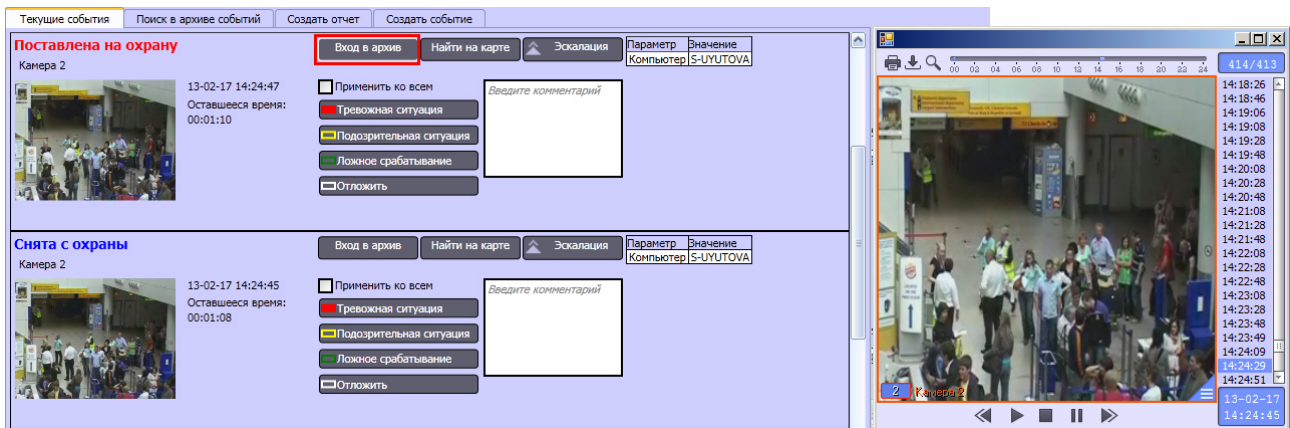 Текущие события
Поиск в архиве событий
Создать отчет
Создать событие
Поставлена на охрану
Вход в архив
Найти на карте
Эскалация
Параметр Значение
Компьютер S-UYUTOVA
Камера 2
13-02-17 14:24:47
Оставшееся время:
00:01:10
Применить ко всем
Тревожная ситуация
Подозрительная ситуация
Ложное срабатывание
Отложить
Введите комментарий
Снята с охраны
Вход в архив
Найти на карте
Эскалация
Параметр Значение
Компьютер S-UYUTOVA
Камера 2
13-02-17 14:24:45
Оставшееся время:
00:01:08
Применить ко всем
Тревожная ситуация
Подозрительная ситуация
Ложное срабатывание
Отложить
Введите комментарий
00 02 04 06 08 10 12 14 16 18 20 22 24
414/413
14:18:26
14:18:46
14:19:06
14:19:08
14:19:28
14:19:48
14:20:08
14:20:28
14:20:48
14:21:08
14:21:28
14:21:48
14:22:08
14:22:28
14:22:48
14:23:08
14:23:28
14:23:48
14:23:49
14:24:09
14:24:29
14:24:51
2 Камера 2
13-02-17
14:24:45